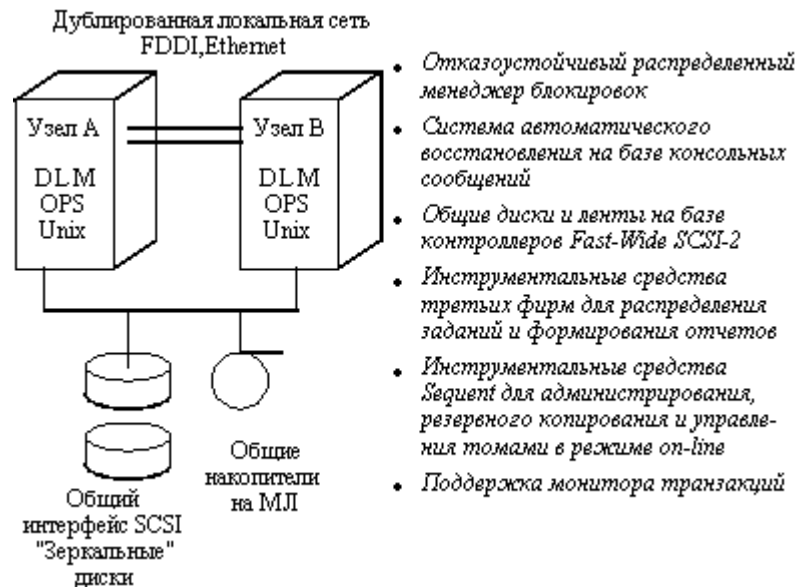 Дублированная локальная сеть
FDDI,Ethernet
Узел A
DLM
OPS
Unix
Узел B
DLM
OPS
Unix
Общий
интерфейс SCSI
"Зеркальные"
диски
Общие
накопители
на МЛ
• Отказоустойчивый распределенный
менеджер блокировок
• Система автоматического
восстановления на базе консольных
сообщений
• Общие диски и ленты на базе
контроллеров Fast-Wide SCSI-2
• Инструментальные средства
третьих фирм для распределения
заданий и формирования отчетов
• Инструментальные средства
Sequent для администрирования,
резервного копирования и управле-
ния томами в режиме on-line
• Поддержка монитора транзакций